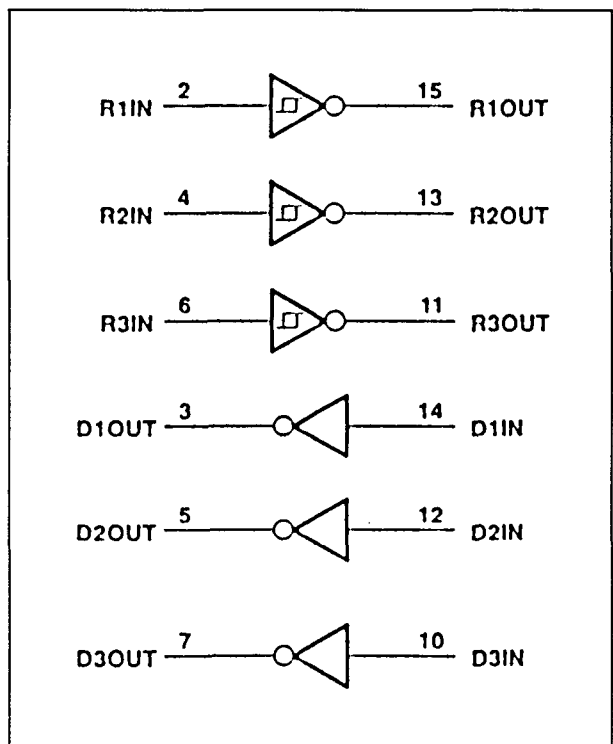 R1IN 2 15 R1OUT
R2IN 4 13 R2OUT
R3IN 6 11 R3OUT
D1OUT 3 14 D1IN
D2OUT 5 12 D2IN
D3OUT 7 10 D3IN